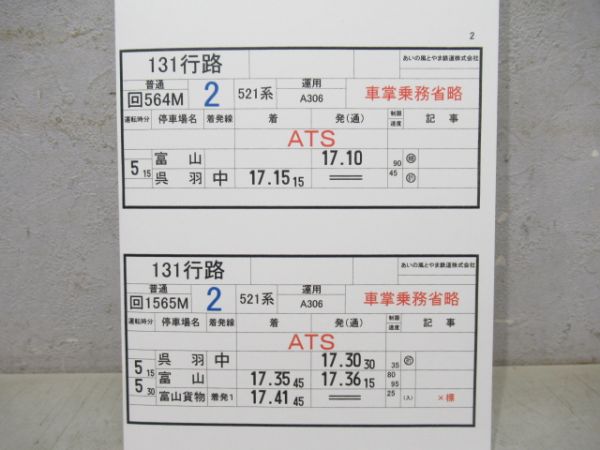 2
131行路 あいの風とやま鉄道株式会社
普通 回564M 2 521系 運用 A306 車掌乗務省略
運転時分 停車場名 着発線 着 発(通) 制限速度 記事
ATS
富山 17.10 90
5 15 呉羽 中 17.15 15 ══ 45
131行路 あいの風とやま鉄道株式会社
普通 回1565M 2 521系 運用 A306 車掌乗務省略
運転時分 停車場名 着発線 着 発(通) 制限速度 記事
ATS
呉羽 中 17.30 30 35
5 15 富山 17.35 45 17.36 15 80 95
5 30 富山貨物 着発1 17.41 45 ══ 25 (入) ×標